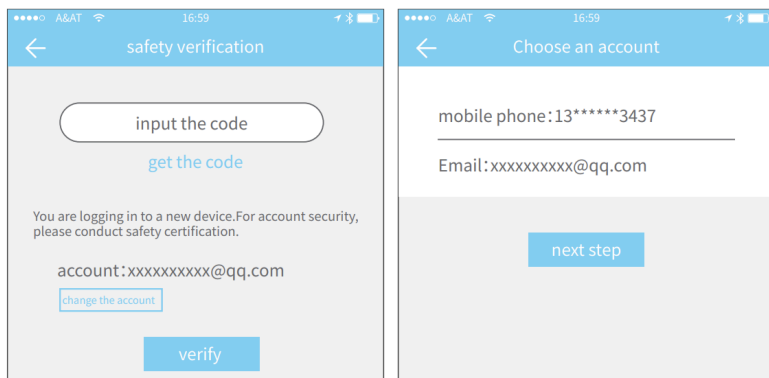 A&AT 16:59
safety verification
input the code
get the code
You are logging in to a new device.For account security,
please conduct safety certification.
account:xxxxxxxxxx@qq.com
change the account
verify
A&AT 16:59
Choose an account
mobile phone:13******3437
Email:xxxxxxxxxx@qq.com
next step